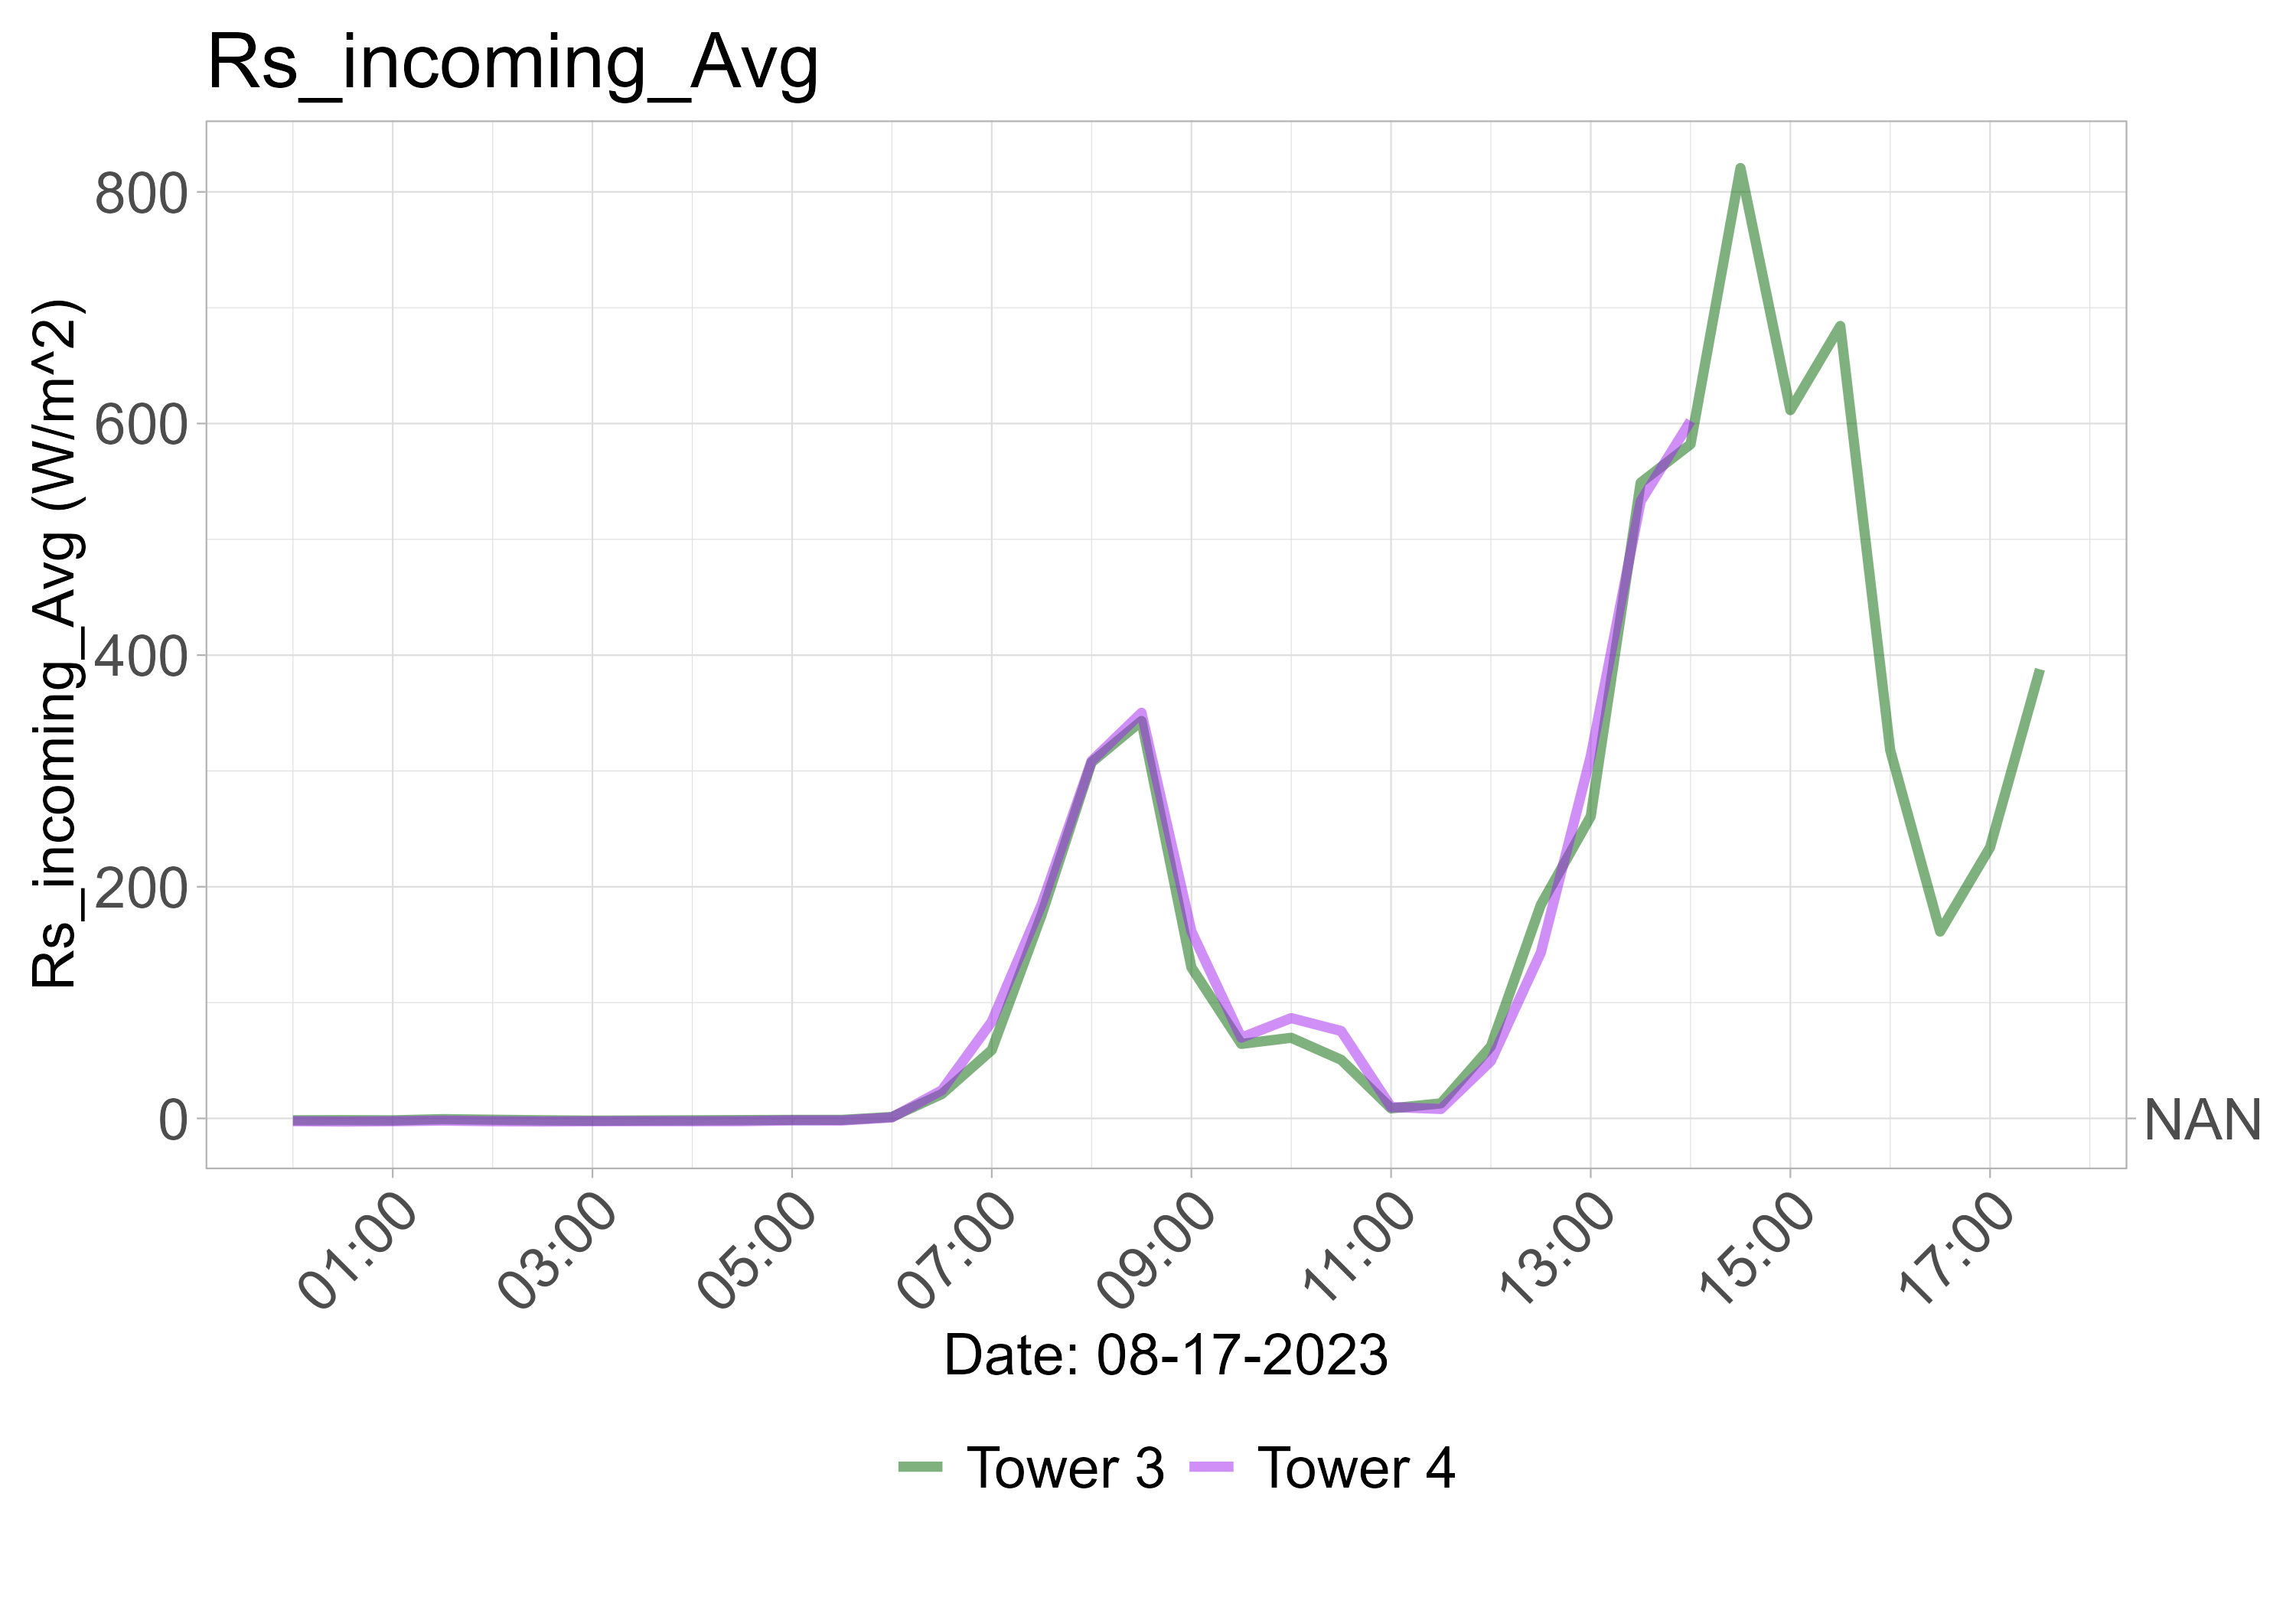 Rs_incoming_Avg
Rs_incoming_Avg (W/m^2)
800
600
400
200
0
NAN
01:00
03:00
05:00
07:00
09:00
11:00
13:00
15:00
17:00
Date: 08-17-2023
Tower 3
Tower 4